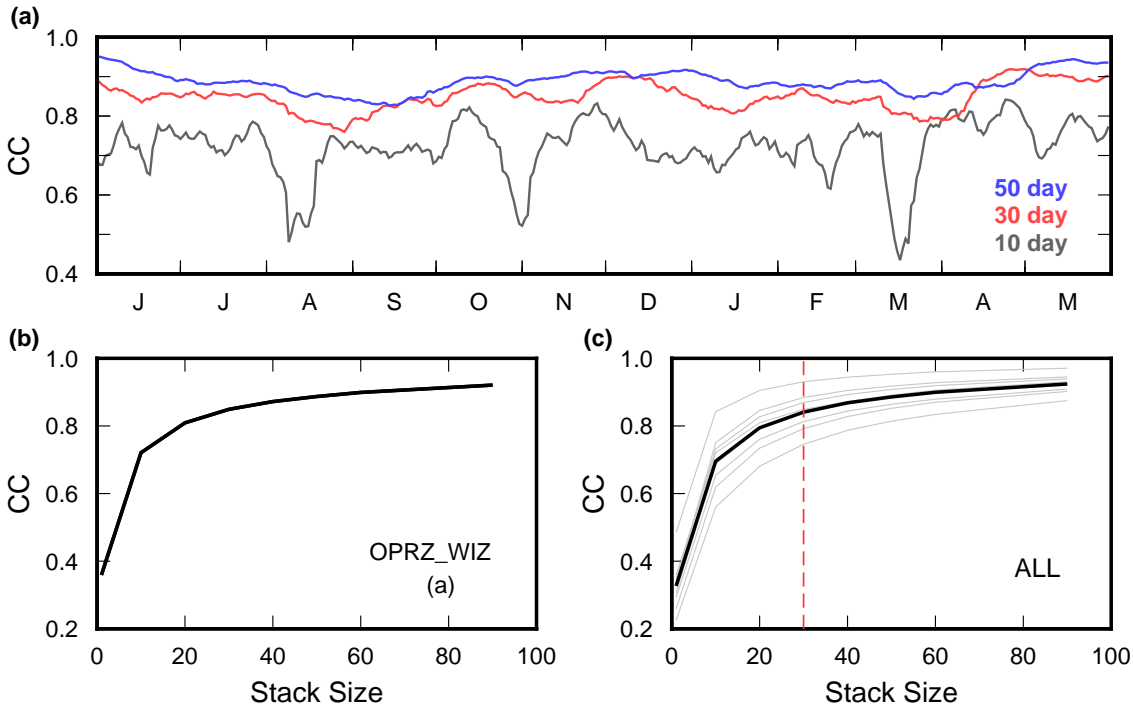 (a)
1.0
0.8
0.6
0.4
CC
50 day
30 day
10 day
J J A S O N D J F M A M
(b)
1.0
0.8
0.6
0.4
0.2
CC
OPRZ_WIZ
(a)
0 20 40 60 80 100
Stack Size
(c)
1.0
0.8
0.6
0.4
0.2
CC
ALL
0 20 40 60 80 100
Stack Size